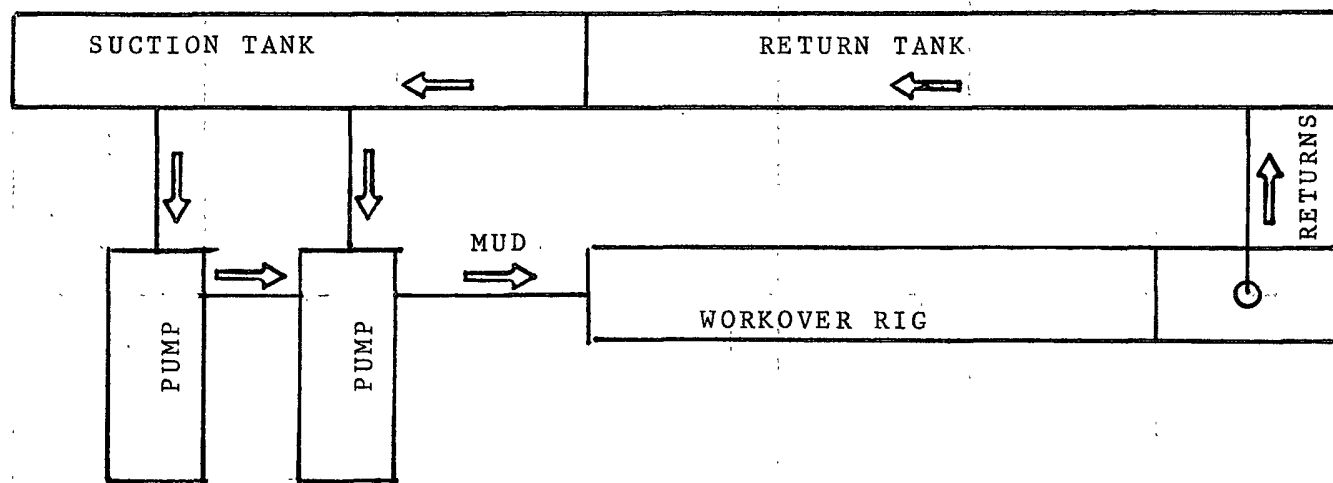 SUCTION TANK
RETURN TANK
RETURNS
MUD
PUMP
PUMP
WORKOVER RIG